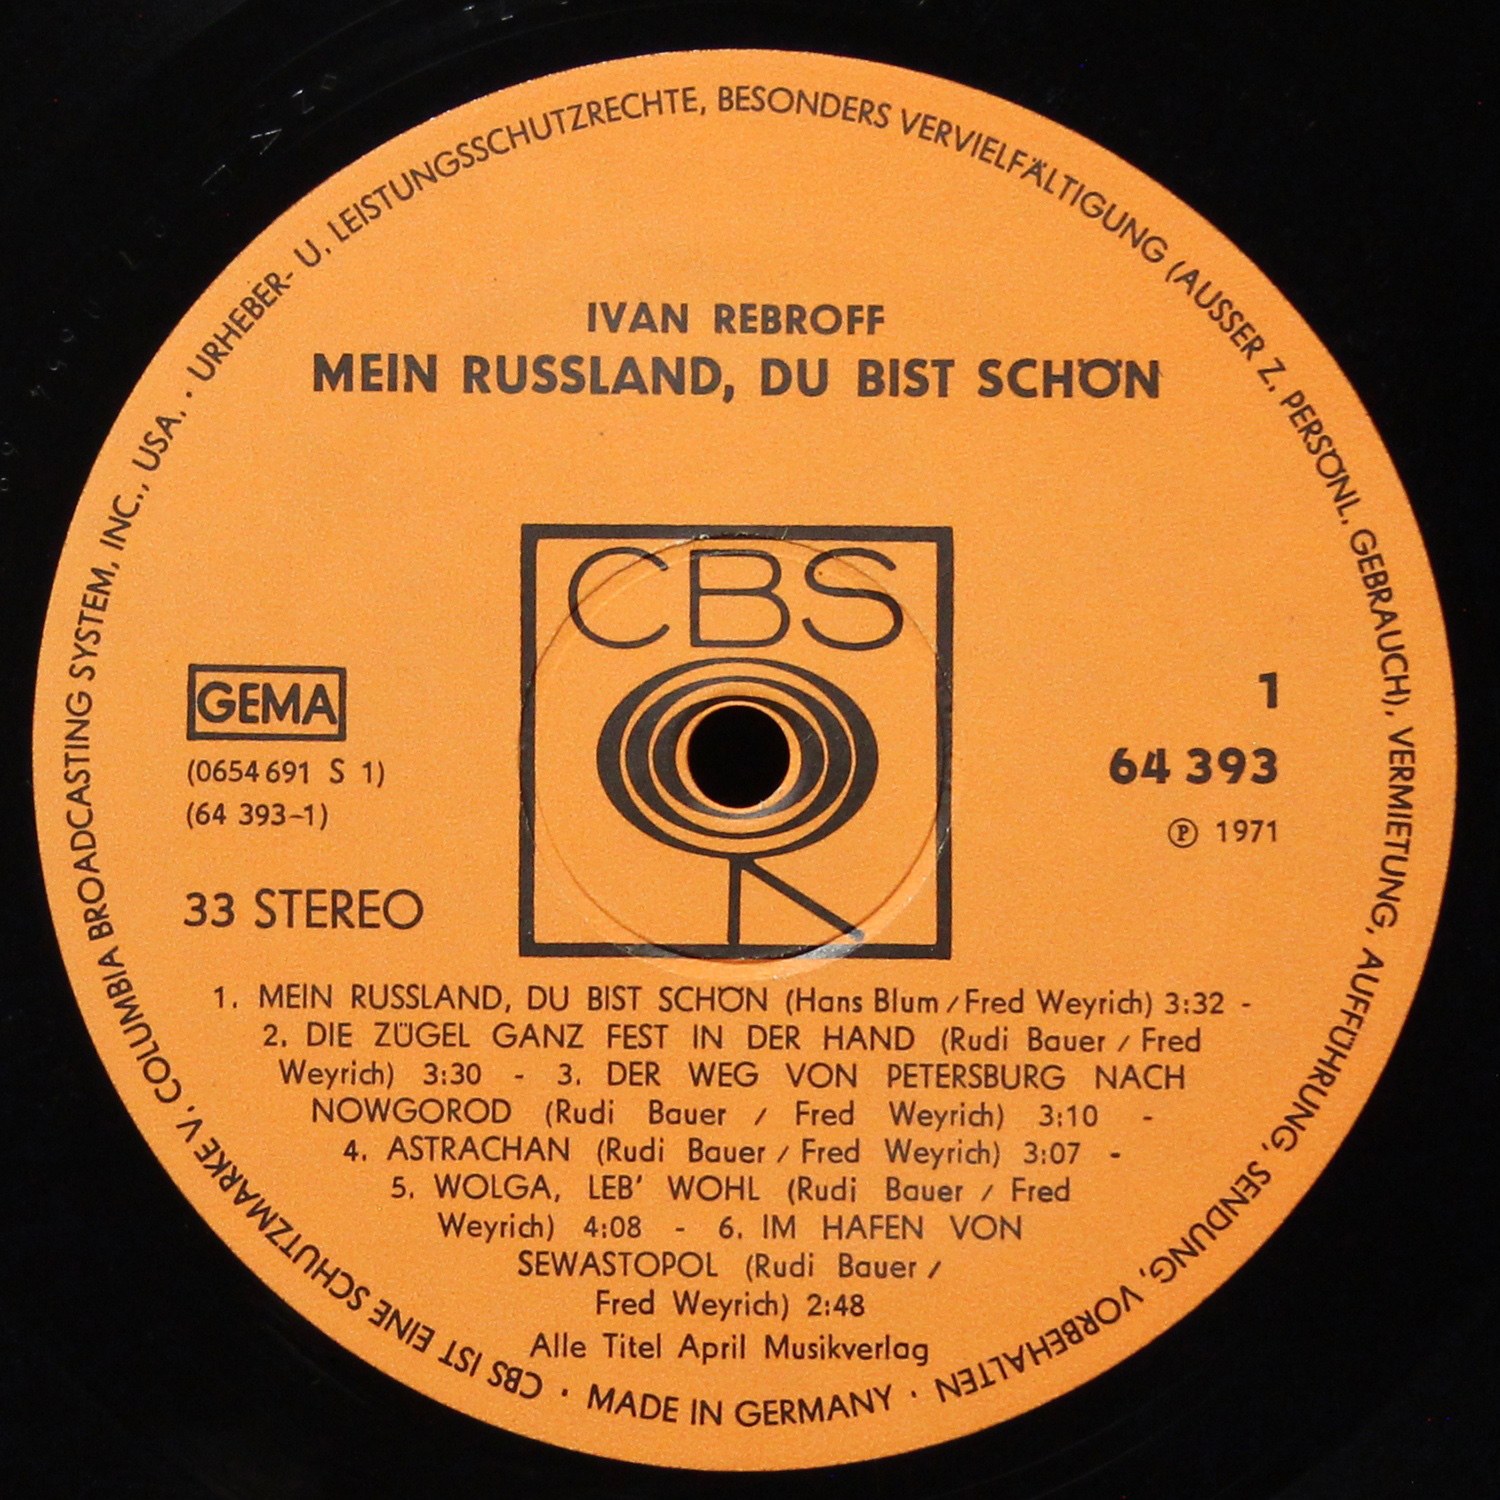 URHEBER- U. LEISTUNGSSCHUTZRECHTE, BESONDERS VERVIELFÄLTIGUNG (AUSSER Z. PERSÖNL. GEBRAUCH), VERMIETUNG, AUFFÜHRUNG, SENDUNG, VORBEHALTEN · MADE IN GERMANY · CBS IST EINE SCHUTZMARKE V. COLUMBIA BROADCASTING SYSTEM, INC., USA. ·
IVAN REBROFF
MEIN RUSSLAND, DU BIST SCHÖN
CBS
GEMA
(0654 691 S 1)
(64 393-1)
33 STEREO
1
64 393
Ⓟ 1971
1. MEIN RUSSLAND, DU BIST SCHÖN (Hans Blum / Fred Weyrich) 3:32 -
2. DIE ZÜGEL GANZ FEST IN DER HAND (Rudi Bauer / Fred
Weyrich) 3:30 - 3. DER WEG VON PETERSBURG NACH
NOWGOROD (Rudi Bauer / Fred Weyrich) 3:10 -
4. ASTRACHAN (Rudi Bauer / Fred Weyrich) 3:07 -
5. WOLGA, LEB' WOHL (Rudi Bauer / Fred
Weyrich) 4:08 - 6. IM HAFEN VON
SEWASTOPOL (Rudi Bauer /
Fred Weyrich) 2:48
Alle Titel April Musikverlag